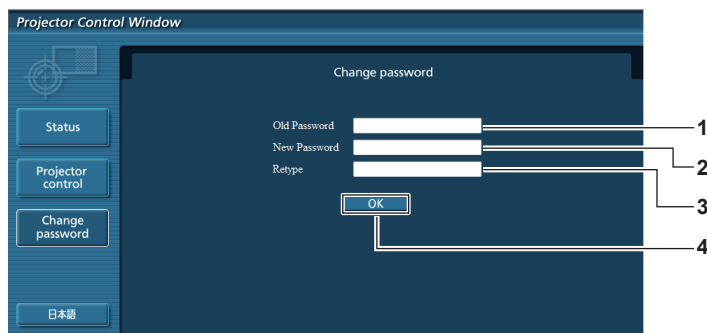 Projector Control Window
Change password
Status
Projector
control
Change
password
日本語
Old Password
New Password
Retype
OK
1
2
3
4